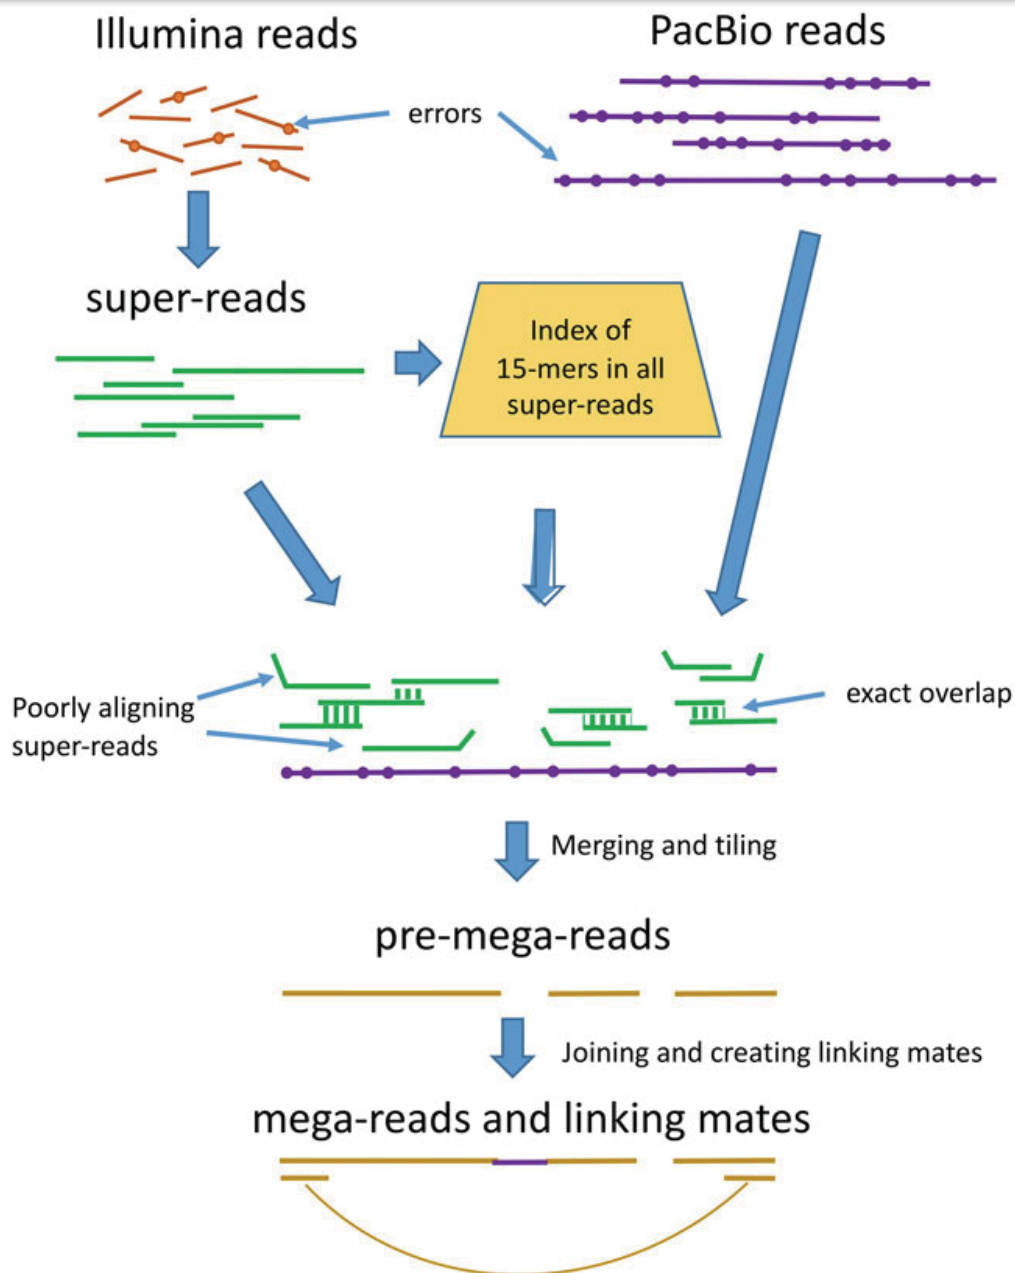 Illumina reads
PacBio reads
errors
super-reads
Index of
15-mers in all
super-reads
Poorly aligning
super-reads
exact overlap
Merging and tiling
pre-mega-reads
Joining and creating linking mates
mega-reads and linking mates